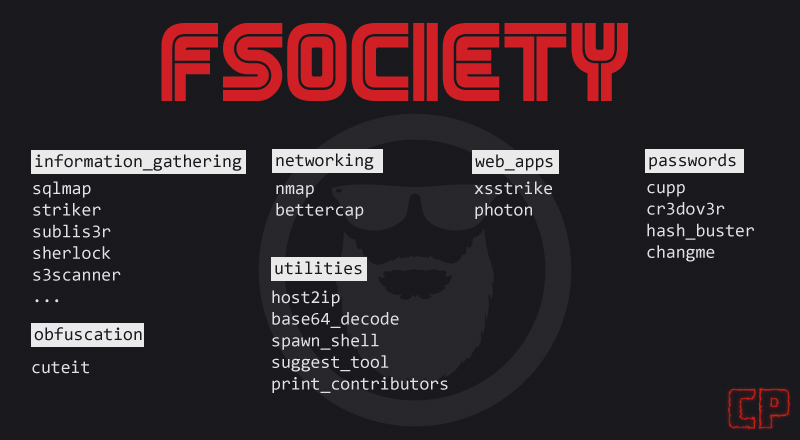 FSOCIETY
information_gathering
sqlmap
striker
sublis3r
sherlock
s3scanner
...
obfuscation
cuteit
networking
nmap
bettercap
utilities
host2ip
base64_decode
spawn_shell
suggest_tool
print_contributors
web_apps
xsstrike
photon
passwords
cupp
cr3dov3r
hash_buster
changme
CP